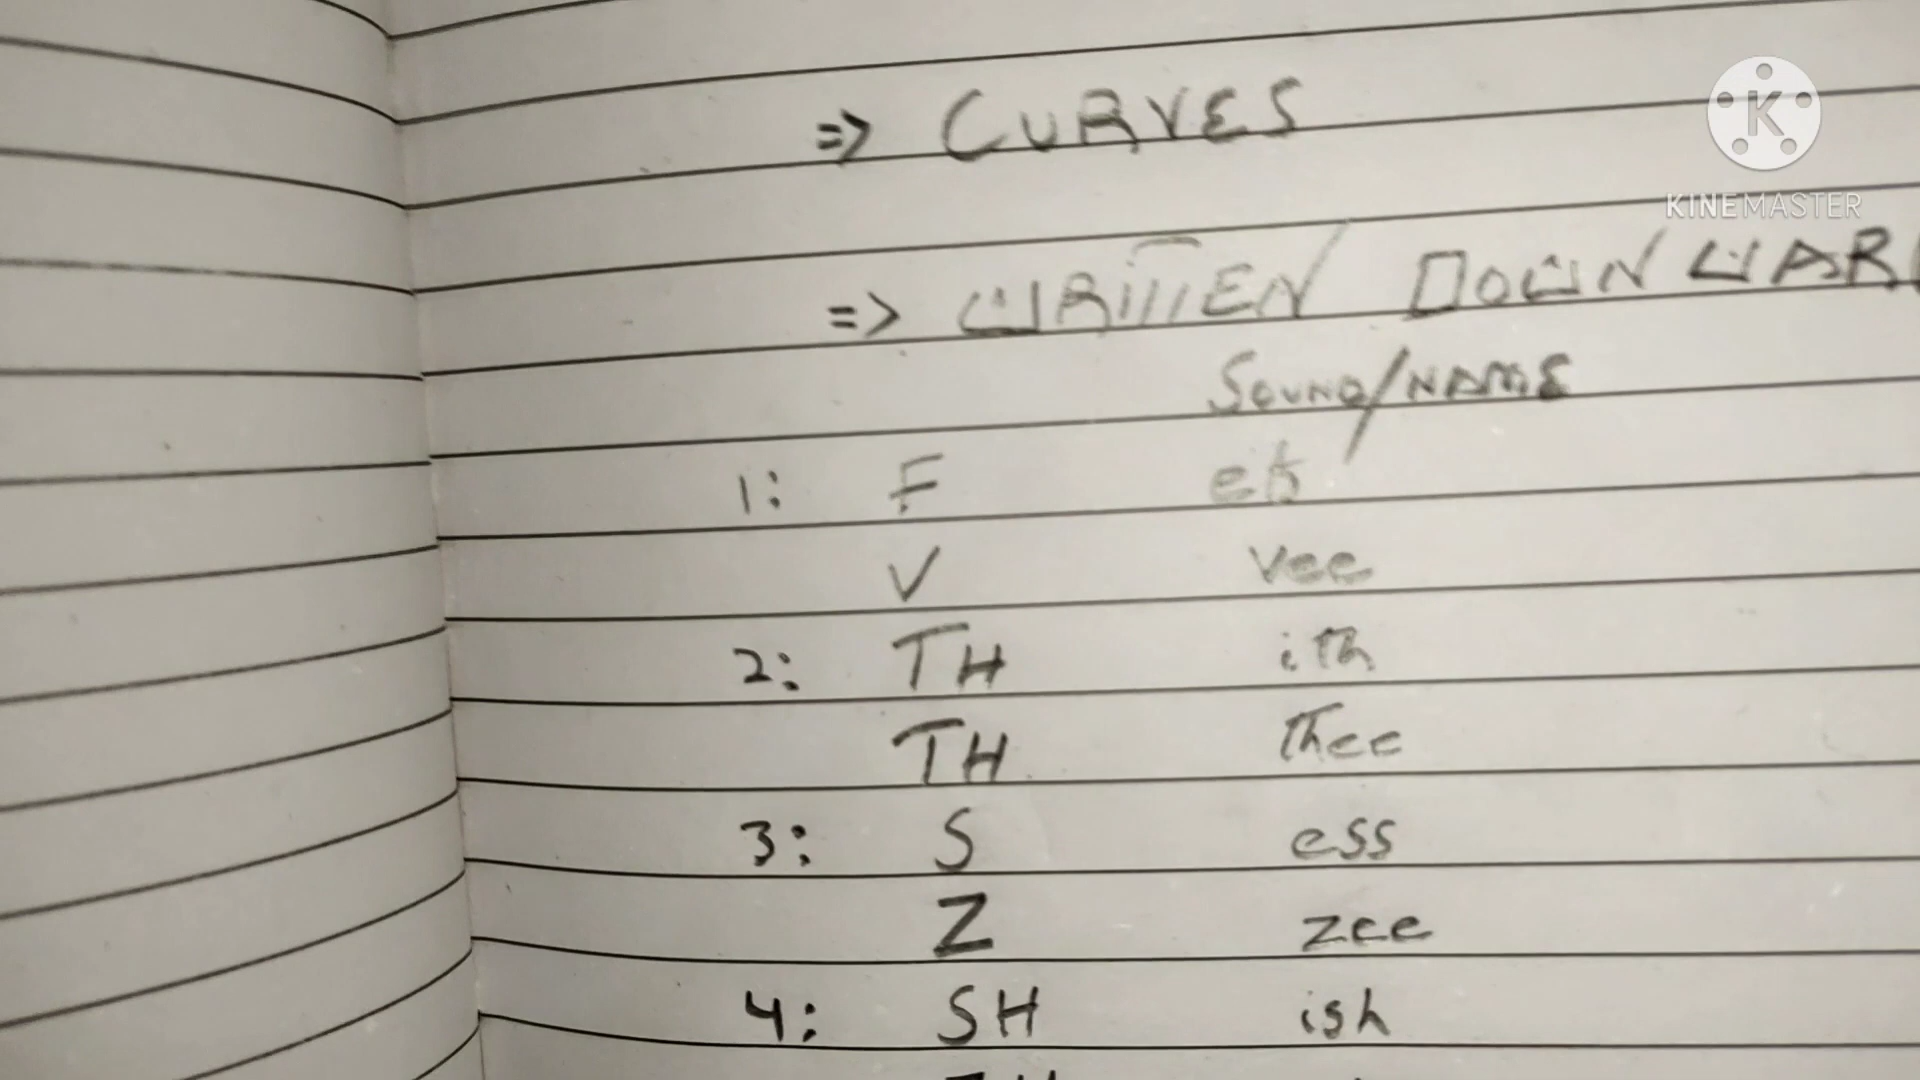 => CURVES
KINEMASTER
=> WRITTEN DOWNWAR
SOUND/NAME
1: F ef
V vee
2: TH ith
TH thee
3: S ess
Z zee
4: SH ish